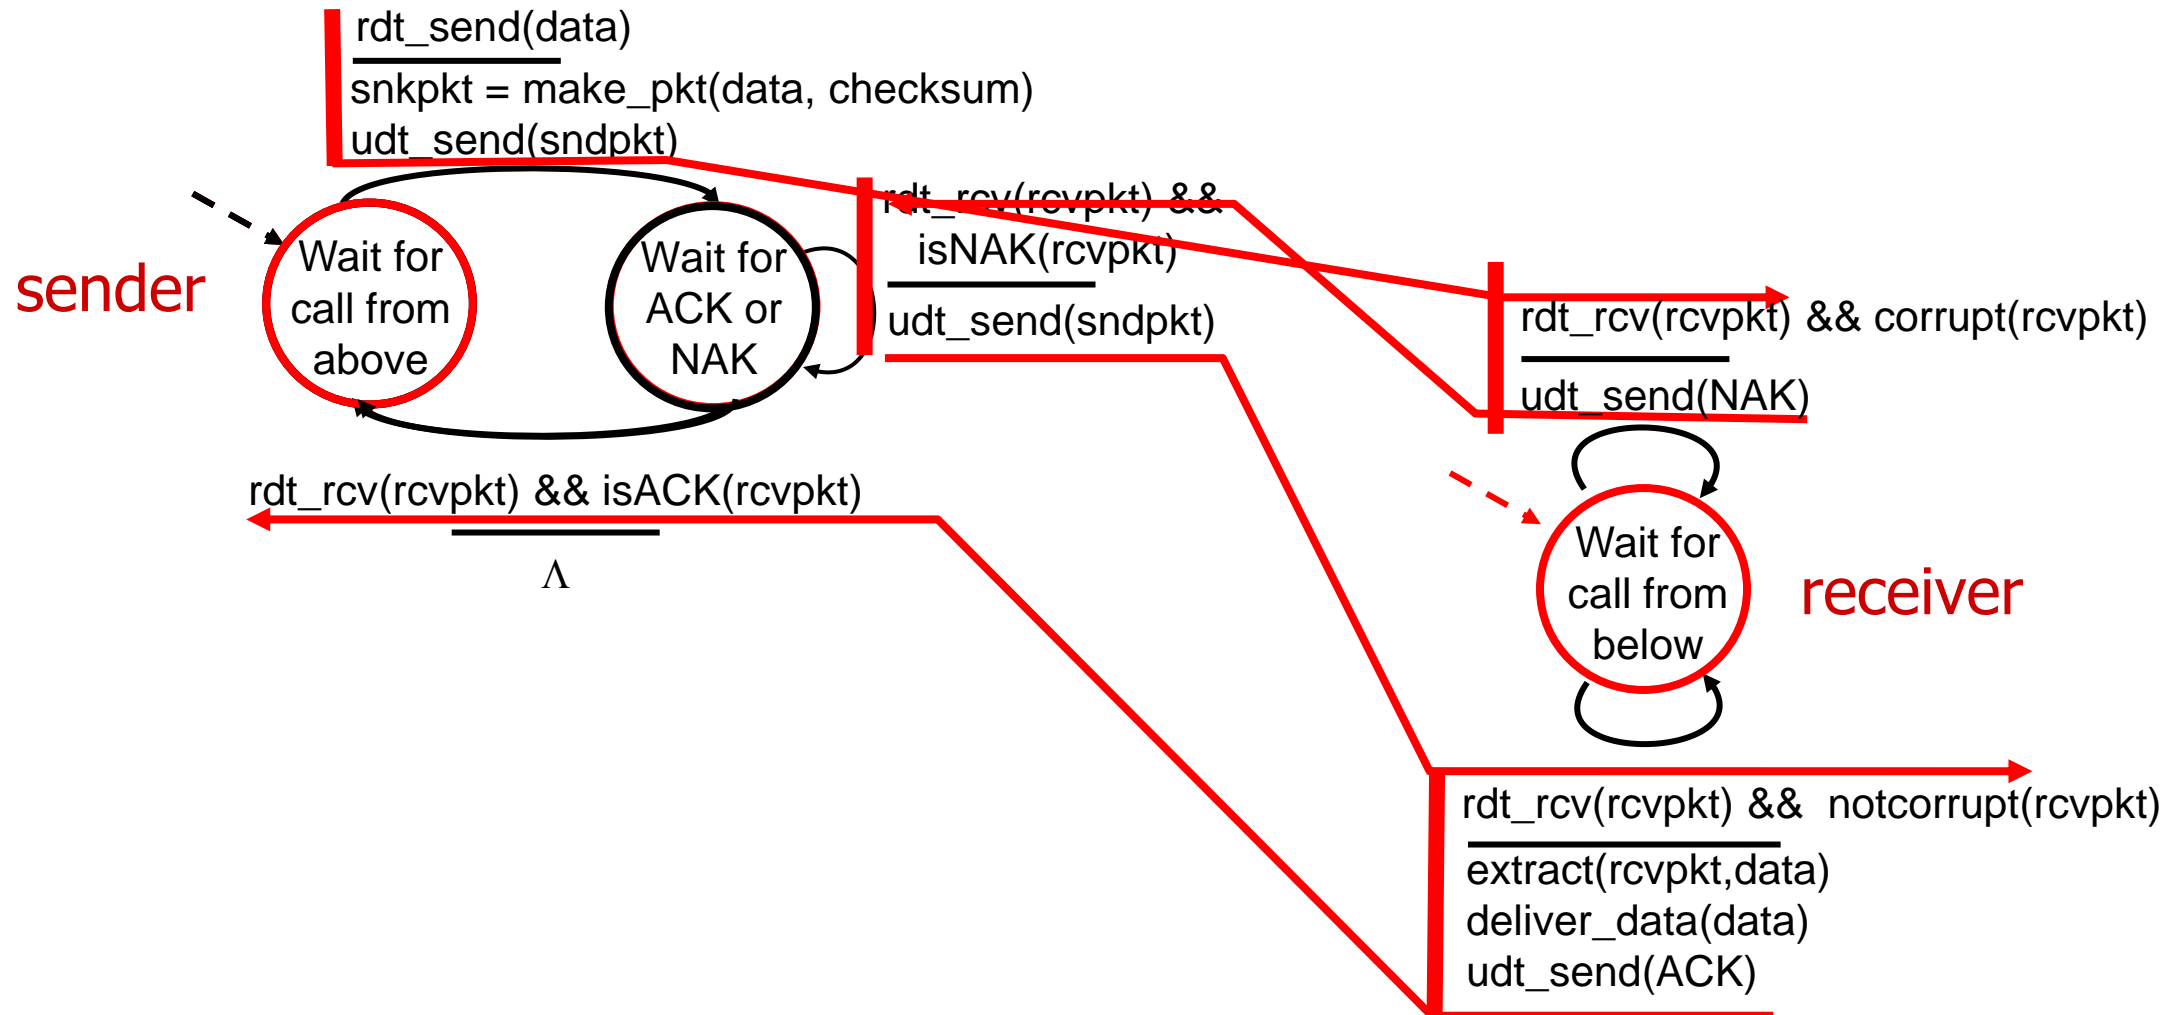 rdt_send(data)
snkpkt = make_pkt(data, checksum)
udt_send(sndpkt)
rdt_rcv(rcvpkt) &&
isNAK(rcvpkt)
udt_send(sndpkt)
sender
Wait for
call from
above
Wait for
ACK or
NAK
rdt_rcv(rcvpkt) && isACK(rcvpkt)
Λ
rdt_rcv(rcvpkt) && corrupt(rcvpkt)
udt_send(NAK)
Wait for
call from
below
receiver
rdt_rcv(rcvpkt) && notcorrupt(rcvpkt)
extract(rcvpkt,data)
deliver_data(data)
udt_send(ACK)